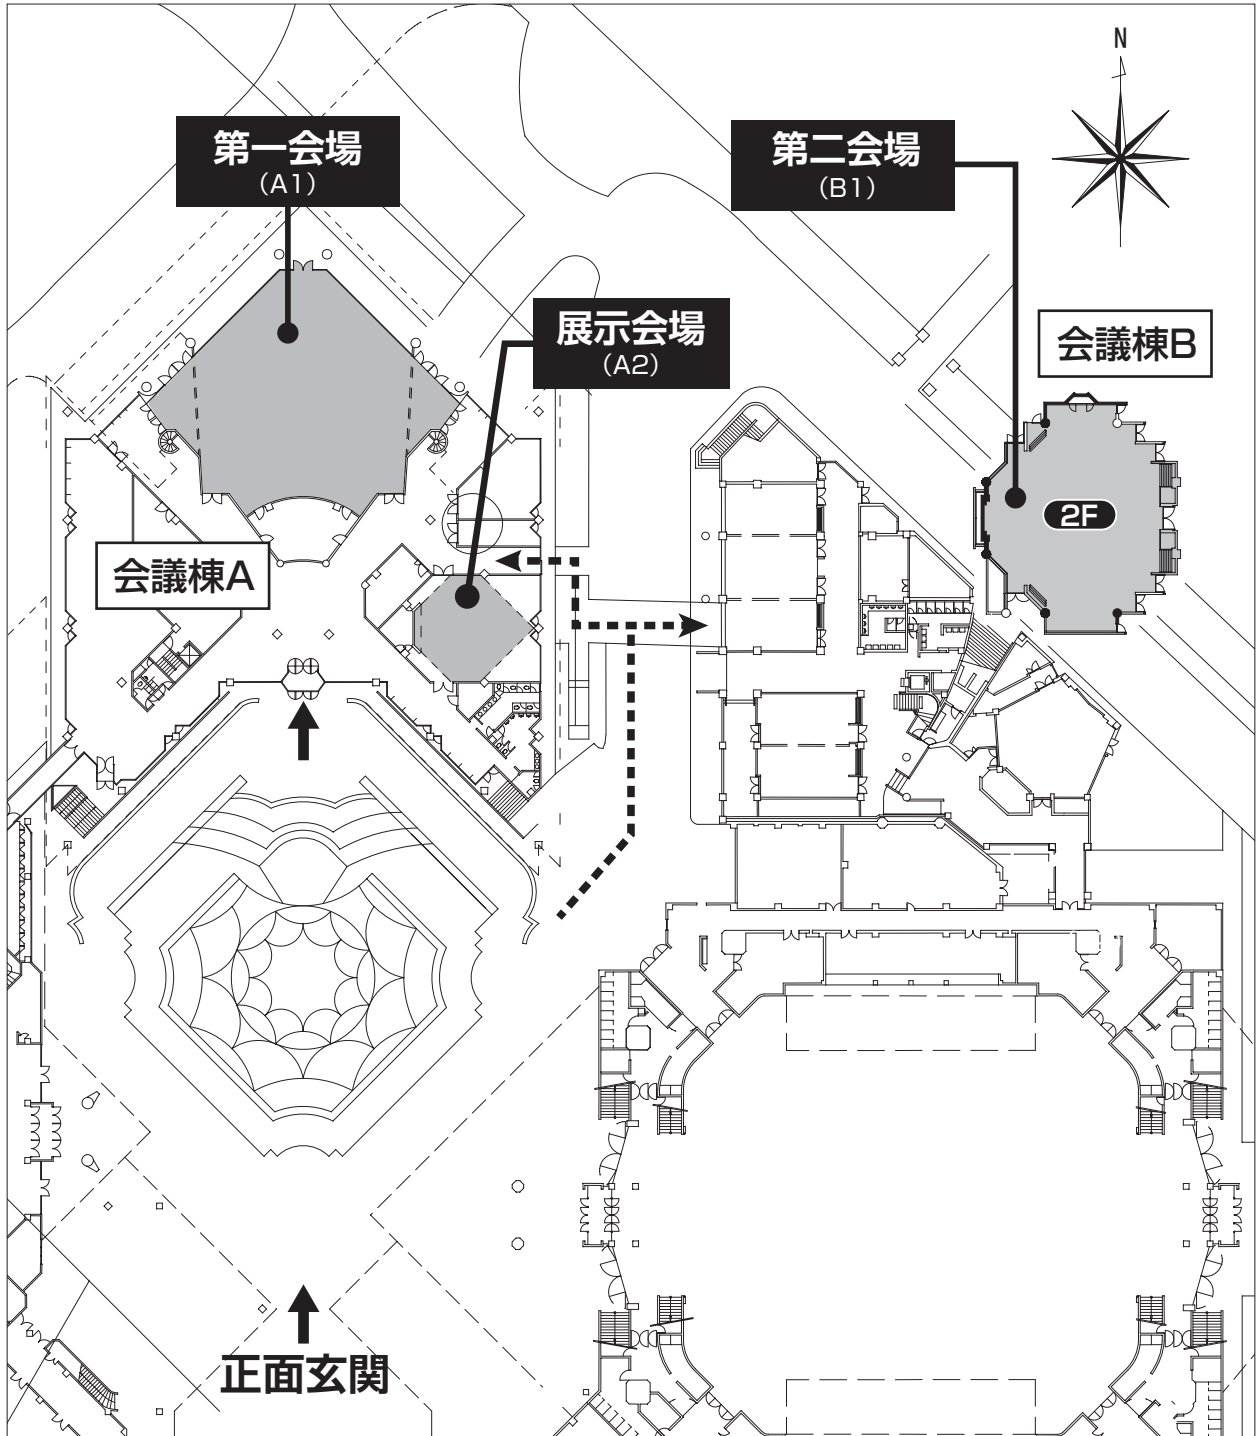 N
第一会場
（A1）
第二会場
（B1）
展示会場
（A2）
会議棟B
2F
会議棟A
正面玄関